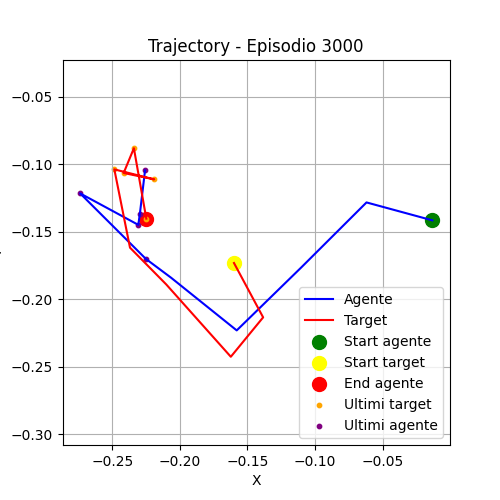 Trajectory - Episodio 3000
−0.05
−0.10
−0.15
−0.20
−0.25
−0.30
Agente
Target
Start agente
Start target
End agente
Ultimi target
Ultimi agente
−0.25
−0.20
−0.15
−0.10
−0.05
X